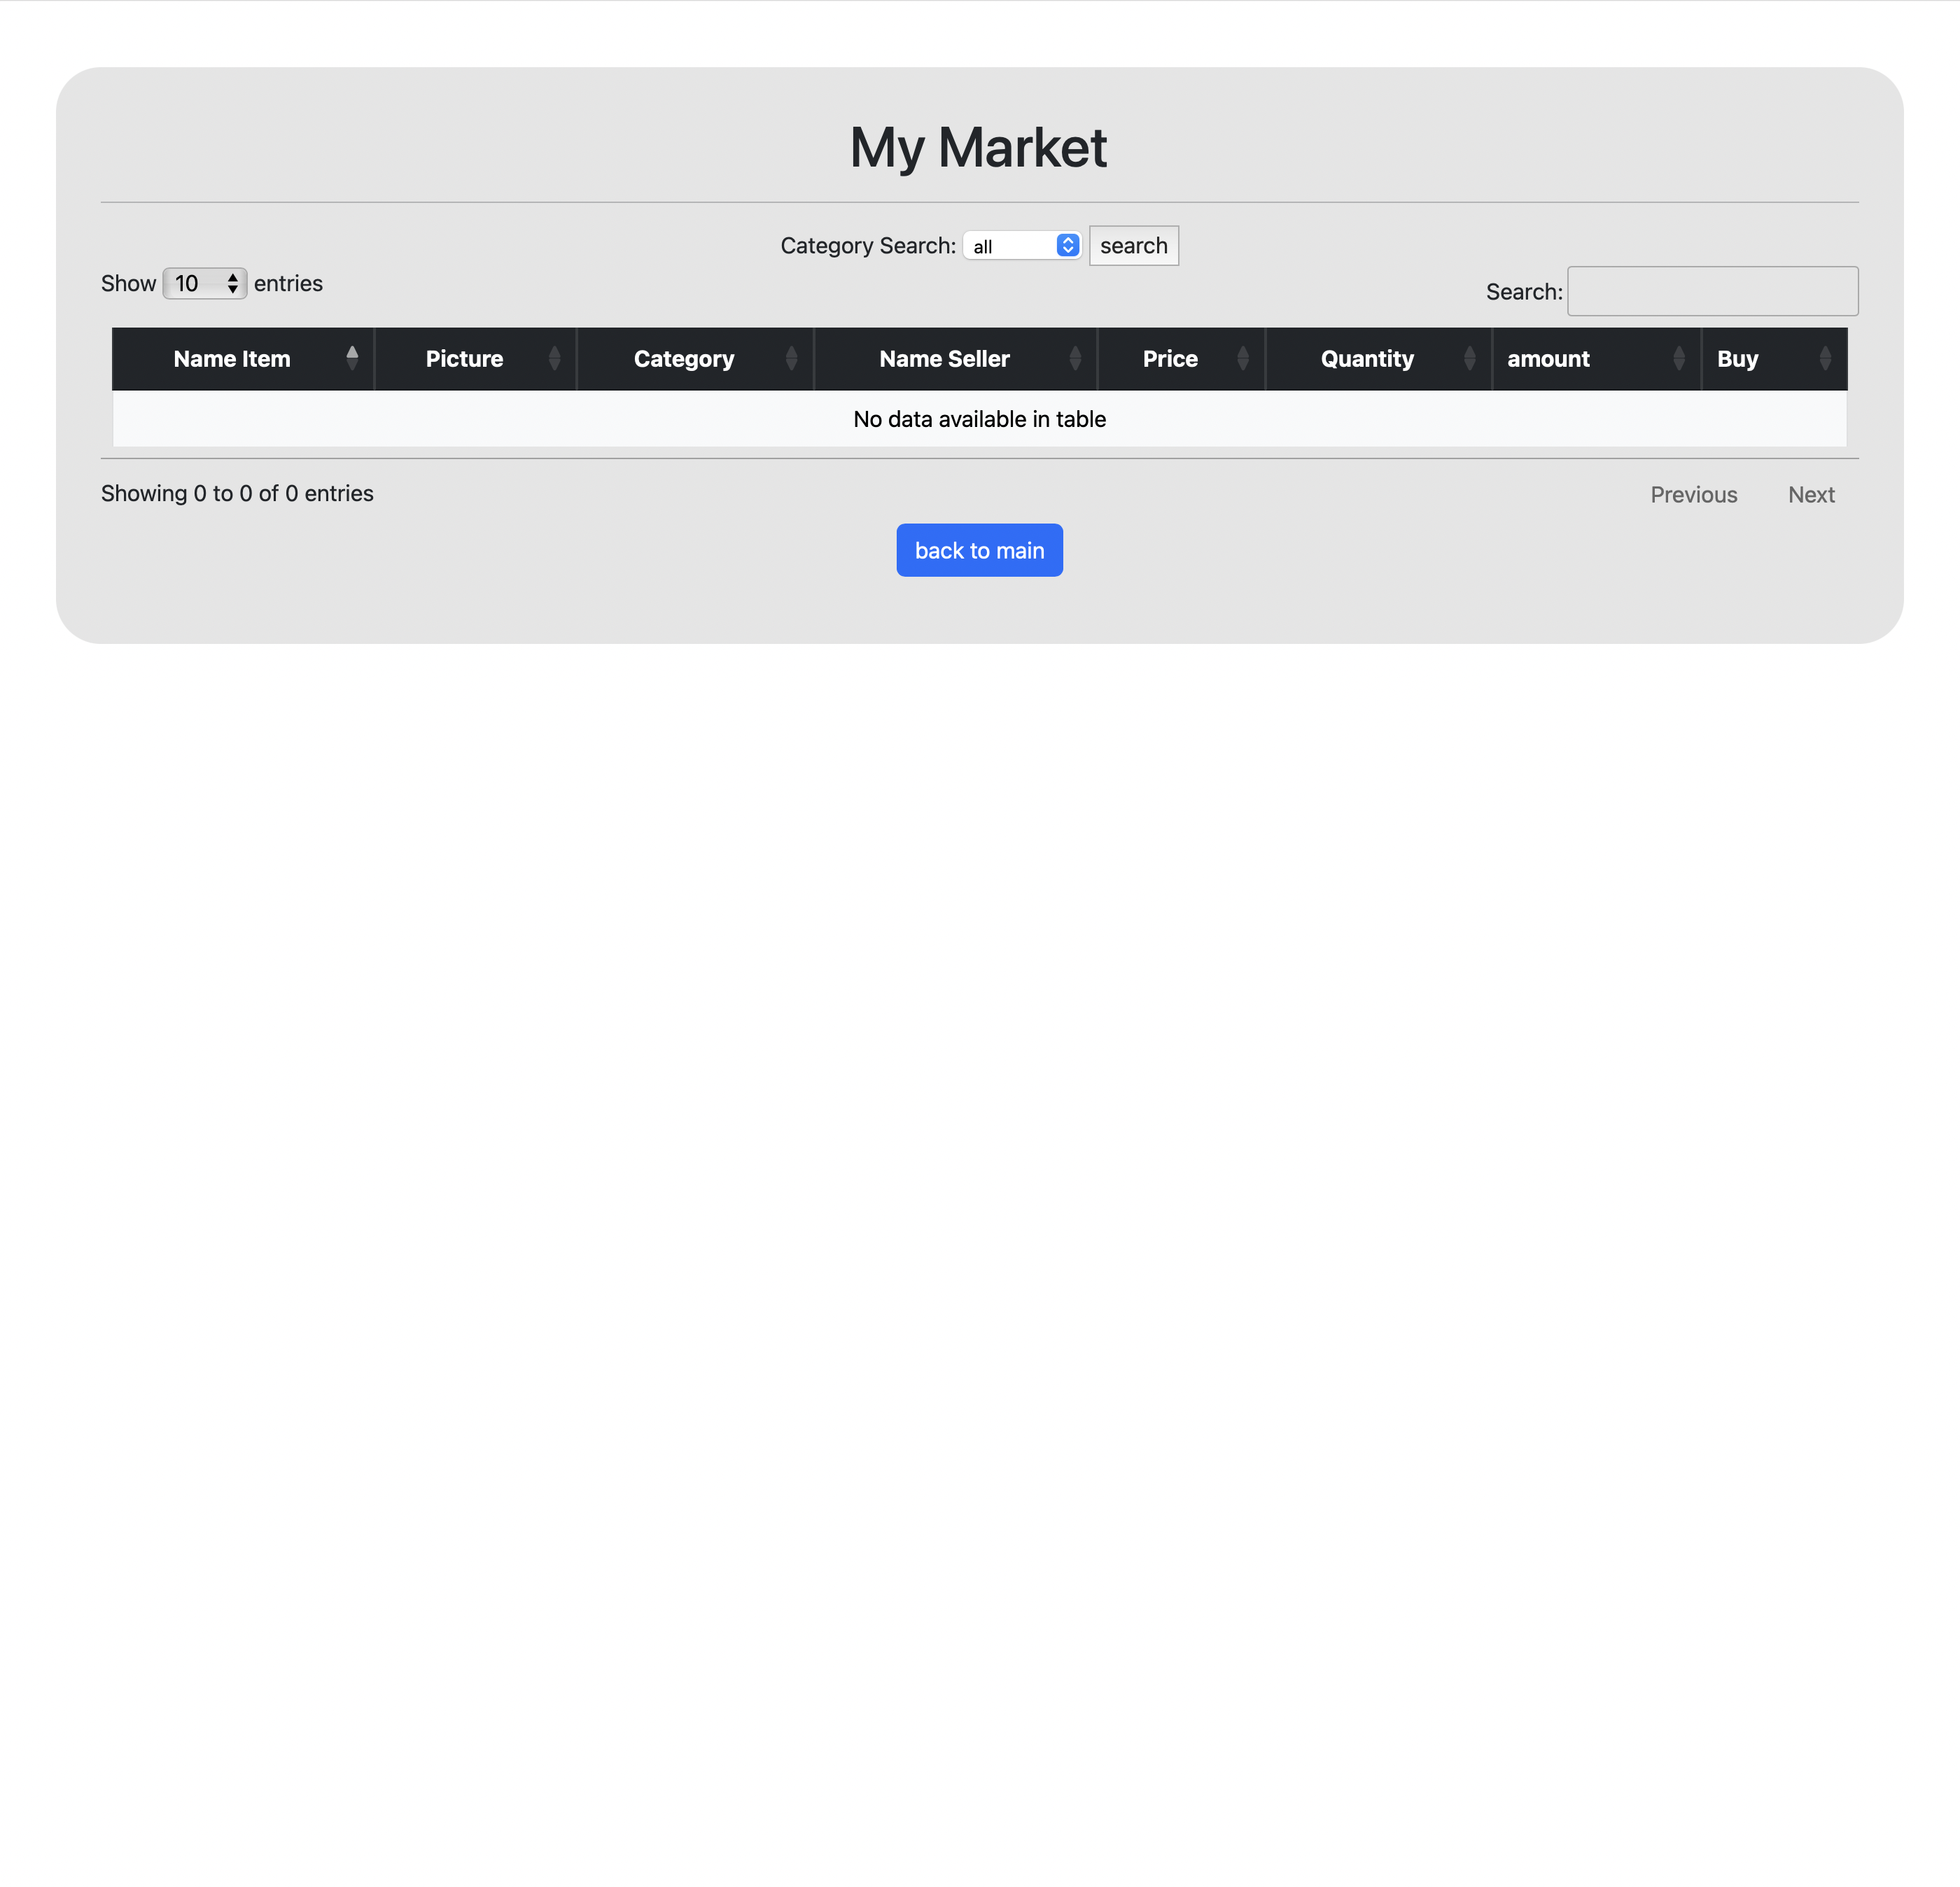 My Market
Category Search: all search
Show 10 entries
Search:
Name Item Picture Category Name Seller Price Quantity amount Buy
No data available in table
Showing 0 to 0 of 0 entries
Previous Next
back to main